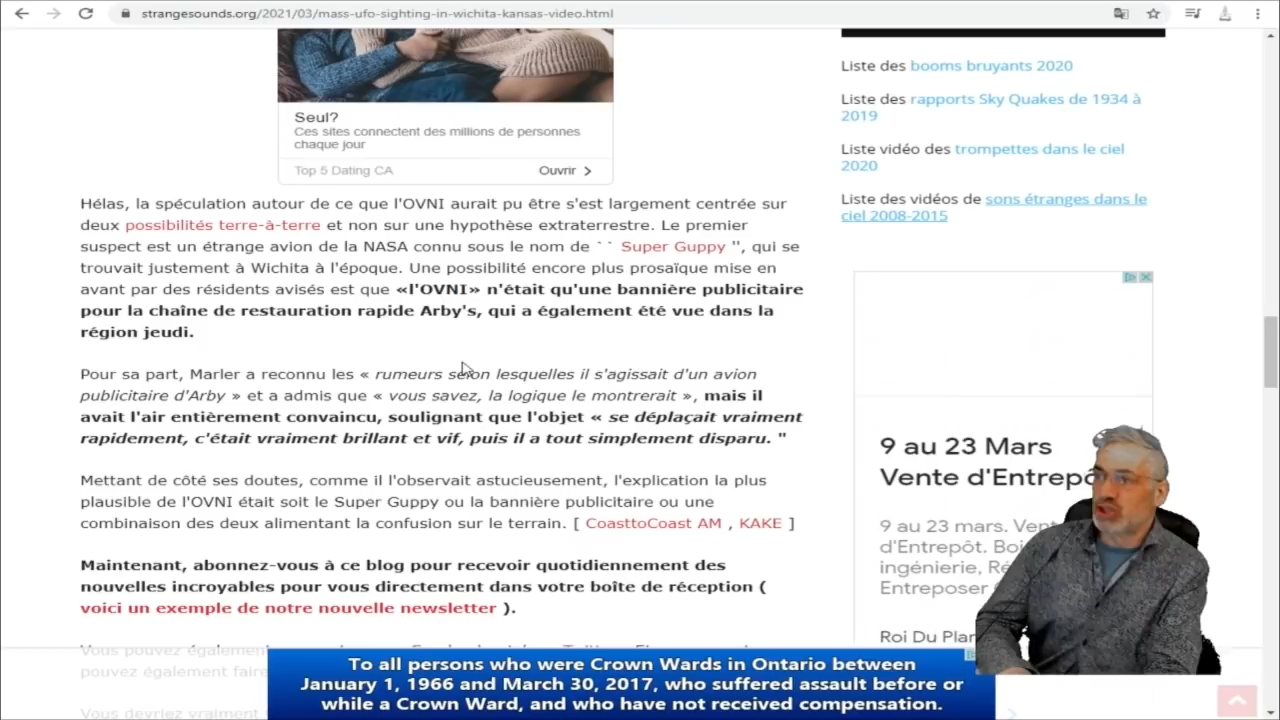 strangesounds.org/2021/03/mass-ufo-sighting-in-wichita-kansas-video.html
Seul?
Ces sites connectent des millions de personnes
chaque jour
Top 5 Dating CA
Ouvrir
Hélas, la spéculation autour de ce que l'OVNI aurait pu être s'est largement centrée sur
deux possibilités terre-à-terre et non sur une hypothèse extraterrestre. Le premier
suspect est un étrange avion de la NASA connu sous le nom de `` Super Guppy '', qui se
trouvait justement à Wichita à l'époque. Une possibilité encore plus prosaïque mise en
avant par des résidents avisés est que «l'OVNI» n'était qu'une bannière publicitaire
pour la chaîne de restauration rapide Arby's, qui a également été vue dans la
région jeudi.
Pour sa part, Marler a reconnu les « rumeurs selon lesquelles il s'agissait d'un avion
publicitaire d'Arby » et a admis que « vous savez, la logique le montrerait », mais il
avait l'air entièrement convaincu, soulignant que l'objet « se déplaçait vraiment
rapidement, c'était vraiment brillant et vif, puis il a tout simplement disparu. "
Mettant de côté ses doutes, comme il l'observait astucieusement, l'explication la plus
plausible de l'OVNI était soit le Super Guppy ou la bannière publicitaire ou une
combinaison des deux alimentant la confusion sur le terrain. [ CoasttoCoast AM , KAKE ]
Maintenant, abonnez-vous à ce blog pour recevoir quotidiennement des
nouvelles incroyables pour vous directement dans votre boîte de réception (
voici un exemple de notre nouvelle newsletter ).
Vous pouvez également
pouvez également faire
Vous devriez vraiment
Liste des booms bruyants 2020
Liste des rapports Sky Quakes de 1934 à
2019
Liste vidéo des trompettes dans le ciel
2020
Liste des vidéos de sons étranges dans le
ciel 2008-2015
9 au 23 Mars
Vente d'Entrepô
9 au 23 mars. Ven
d'Entrepôt. Boi
ingénierie, Ré
Entreposer
Roi Du Plan
To all persons who were Crown Wards in Ontario between
January 1, 1966 and March 30, 2017, who suffered assault before or
while a Crown Ward, and who have not received compensation.